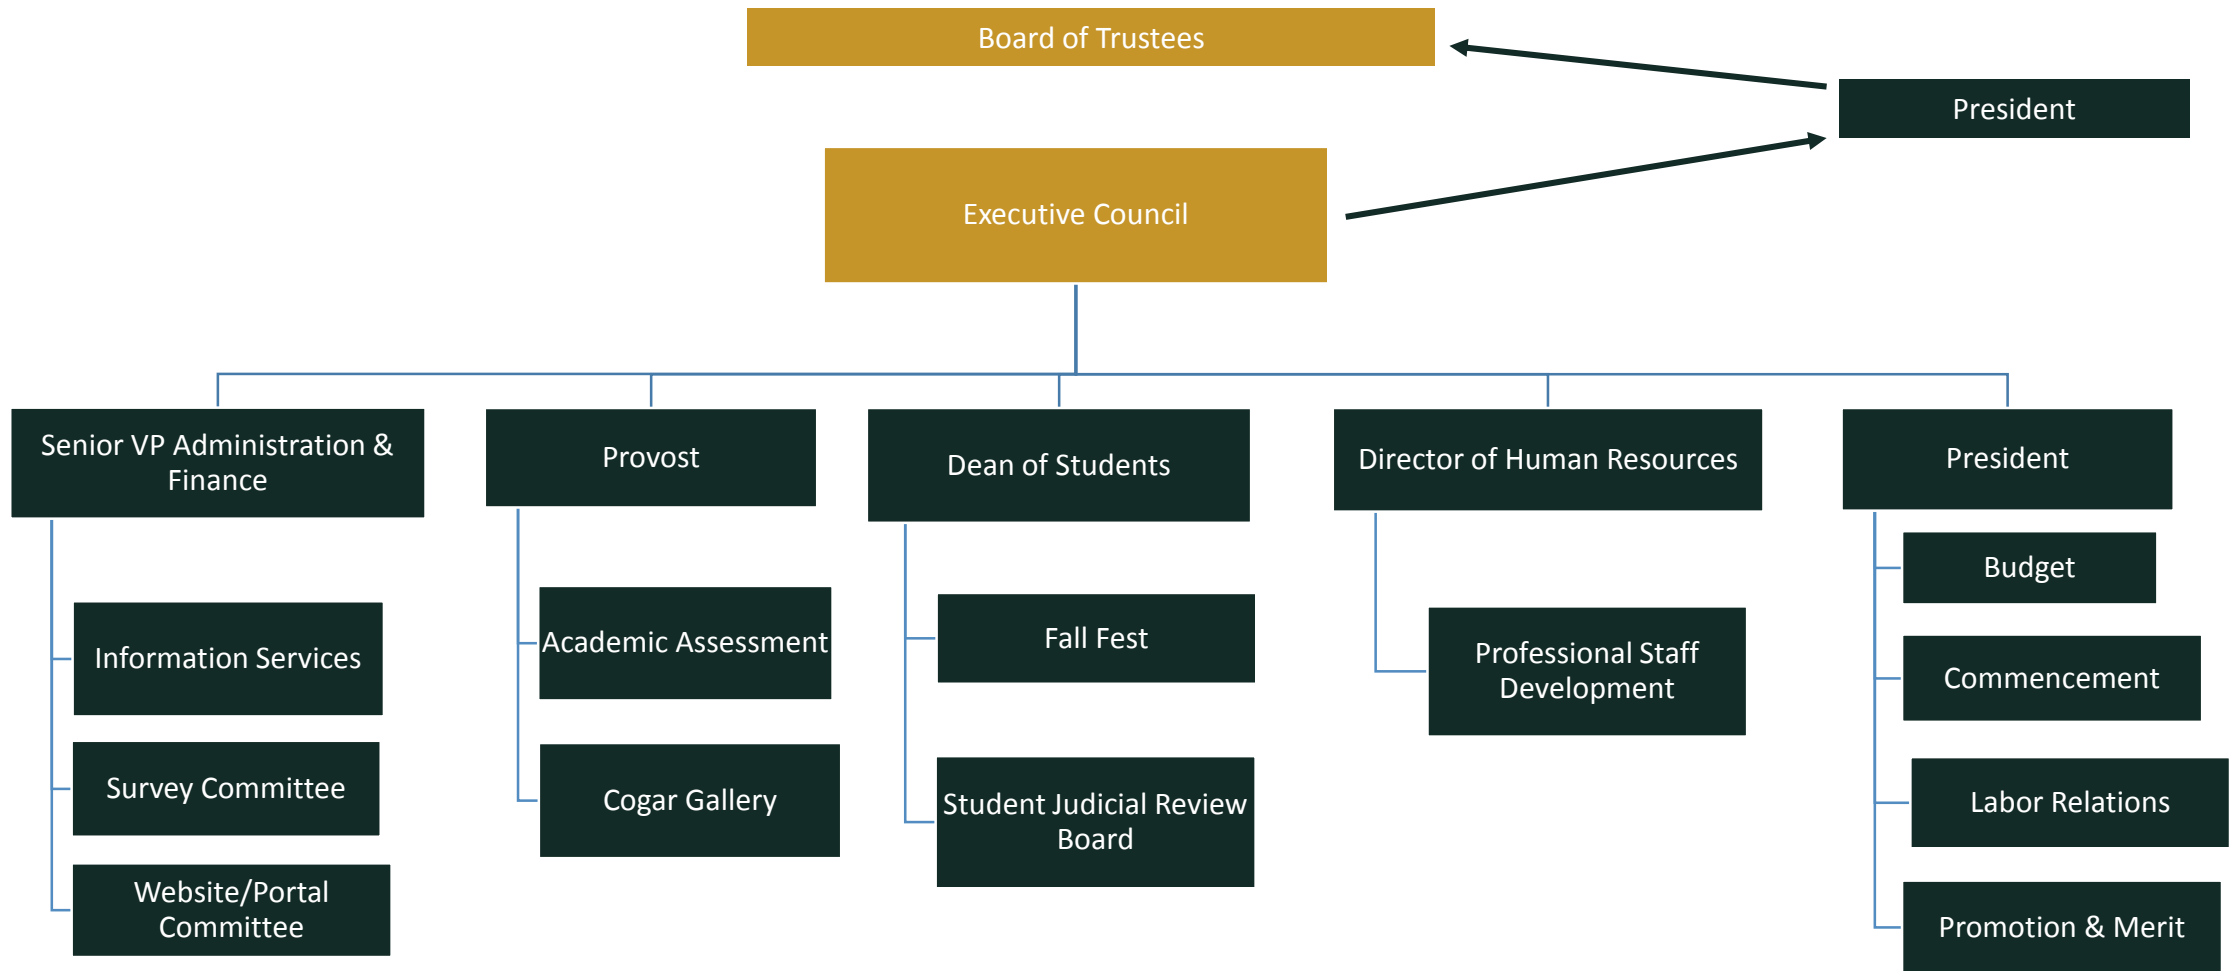 Board of Trustees
President
Executive Council
Senior VP Administration &
Finance
Provost
Dean of Students
Director of Human Resources
President
Information Services
Survey Committee
Website/Portal
Committee
Academic Assessment
Cogar Gallery
Fall Fest
Student Judicial Review
Board
Professional Staff
Development
Budget
Commencement
Labor Relations
Promotion & Merit